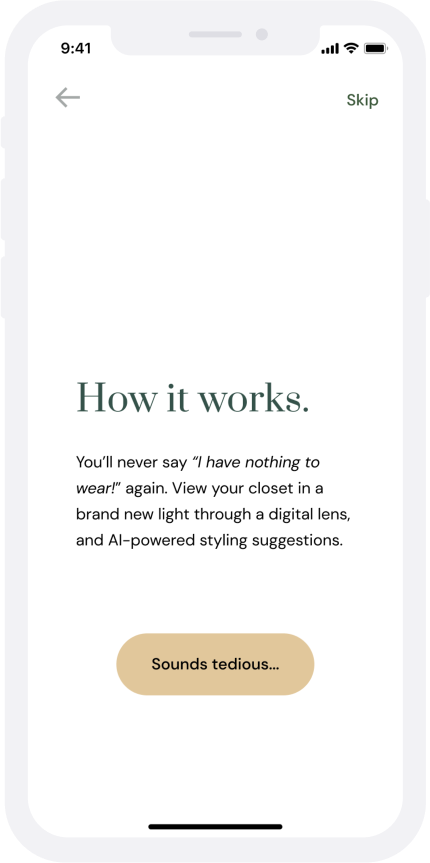 9:41
Skip
How it works.
You’ll never say “I have nothing to
wear!” again. View your closet in a
brand new light through a digital lens,
and AI-powered styling suggestions.
Sounds tedious...